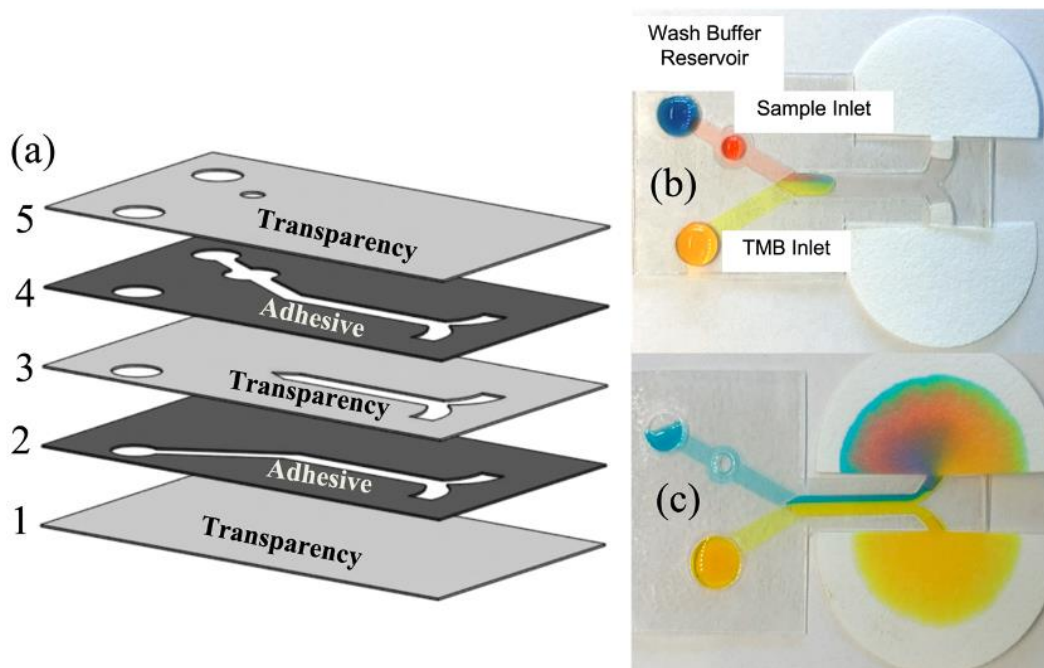 (a)
5
Transparency
4
Adhesive
3
Transparency
2
Adhesive
1
Transparency
Wash Buffer
Reservoir
Sample Inlet
(b)
TMB Inlet
(c)